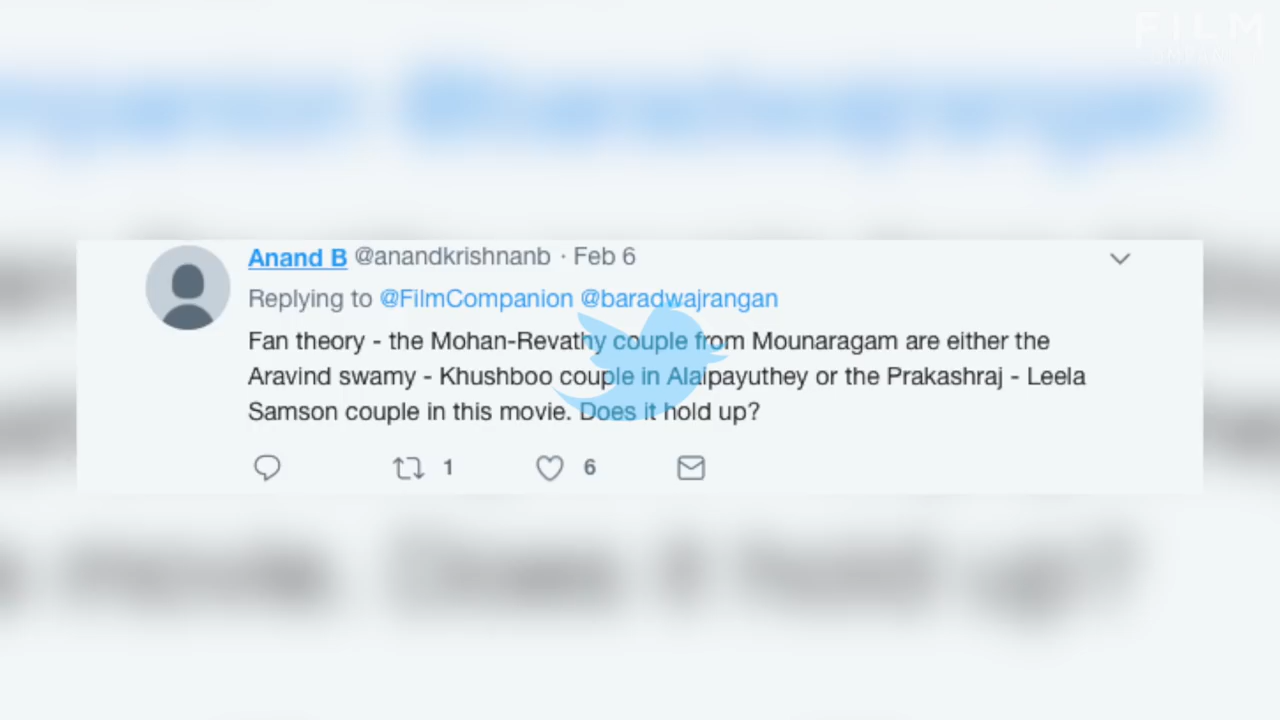 FILM
COMPANION
Anand B @anandkrishnanb · Feb 6
Replying to @FilmCompanion @baradwajrangan
Fan theory - the Mohan-Revathy couple from Mounaragam are either the
Aravind swamy - Khushboo couple in Alaipayuthey or the Prakashraj - Leela
Samson couple in this movie. Does it hold up?
1 6